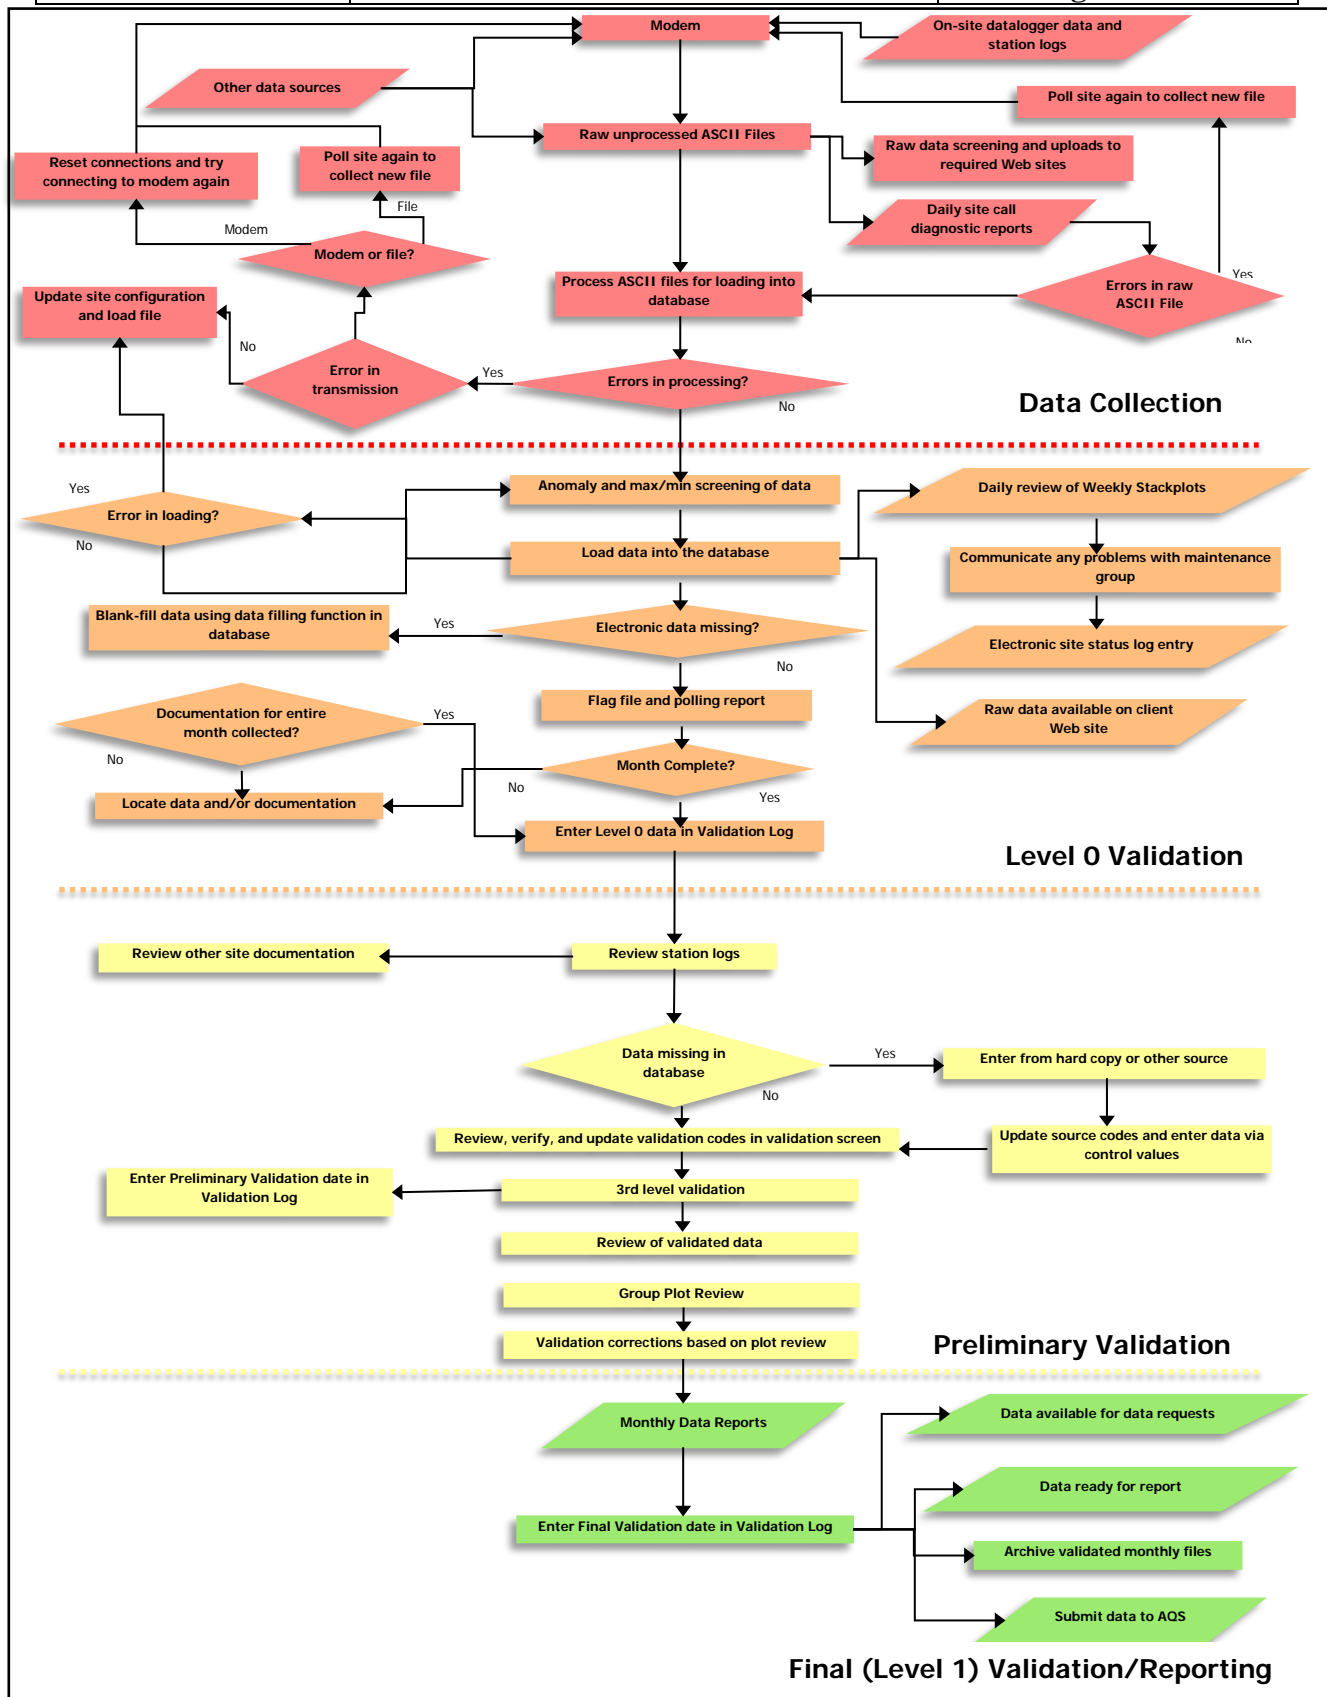 Modem
On-site datalogger data and
station logs
Other data sources
Poll site again to collect new file
Raw unprocessed ASCII Files
Raw data screening and uploads to
required Web sites
Reset connections and try
connecting to modem again
Poll site again to
collect new file
File
Modem
Daily site call
diagnostic reports
Modem or file?
Process ASCII files for loading into
database
Errors in raw
ASCII File
Yes
No
Update site configuration
and load file
No
Error in
transmission
Yes
Errors in processing?
No
Data Collection
Anomaly and max/min screening of data
Daily review of Weekly Stackplots
Yes
Error in loading?
No
Load data into the database
Communicate any problems with maintenance
group
Blank-fill data using data filling function in
database
Yes
Electronic data missing?
No
Electronic site status log entry
Flag file and polling report
Documentation for entire
month collected?
Yes
No
Raw data available on client
Web site
Month Complete?
No
Yes
Locate data and/or documentation
Enter Level 0 data in Validation Log
Level 0 Validation
Review other site documentation
Review station logs
Data missing in
database
Yes
No
Enter from hard copy or other source
Review, verify, and update validation codes in validation screen
Update source codes and enter data via
control values
Enter Preliminary Validation date in
Validation Log
3rd level validation
Review of validated data
Group Plot Review
Validation corrections based on plot review
Preliminary Validation
Monthly Data Reports
Data available for data requests
Data ready for report
Enter Final Validation date in Validation Log
Archive validated monthly files
Submit data to AQS
Final (Level 1) Validation/Reporting